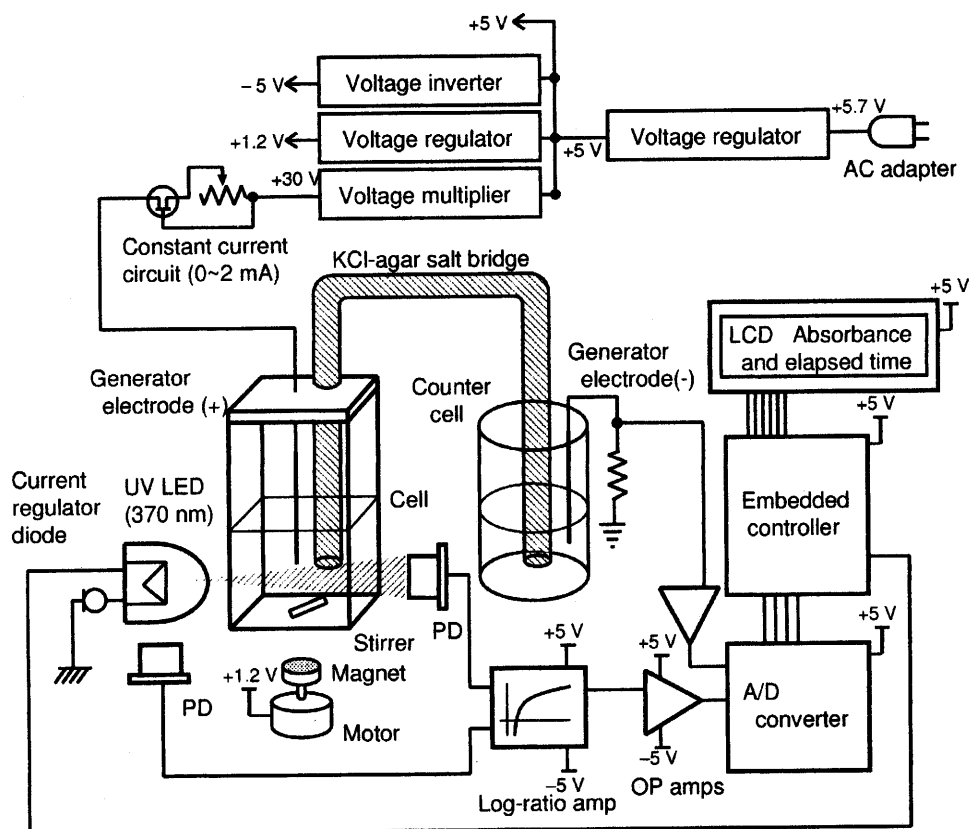 +5 V
– 5 V
Voltage inverter
+1.2 V
Voltage regulator
+5 V
Voltage regulator
+5.7 V
AC adapter
+30 V
Voltage multiplier
Constant current
circuit (0~2 mA)
KCl-agar salt bridge
+5 V
LCD Absorbance
and elapsed time
Generator
electrode (+)
Counter
cell
Generator
electrode(-)
+5 V
Current
regulator
diode
UV LED
(370 nm)
Cell
Embedded
controller
Stirrer
PD
+5 V
+5 V
+5 V
PD
+1.2 V
Magnet
Motor
A/D
converter
–5 V
–5 V
Log-ratio amp
OP amps